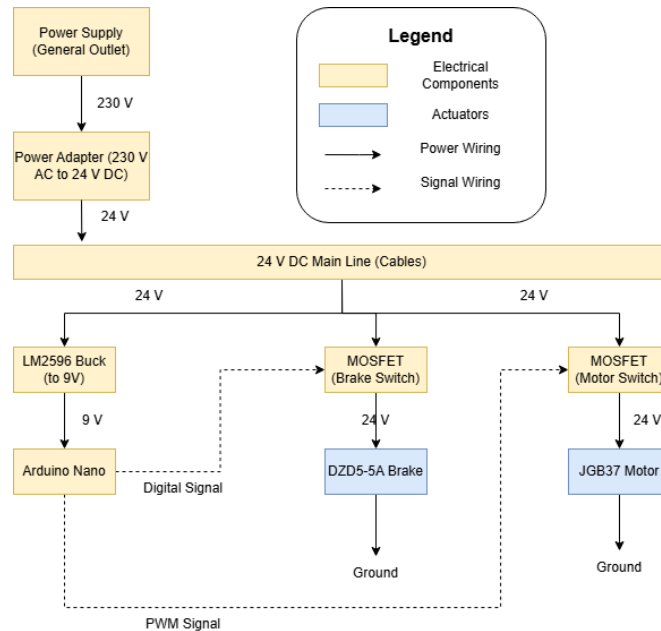 Power Supply
(General Outlet)
230 V
Power Adapter (230 V
AC to 24 V DC)
24 V
Legend
Electrical
Components
Actuators
Power Wiring
Signal Wiring
24 V DC Main Line (Cables)
24 V
24 V
LM2596 Buck
(to 9V)
MOSFET
(Brake Switch)
MOSFET
(Motor Switch)
9 V
24 V
24 V
Arduino Nano
Digital Signal
DZD5-5A Brake
JGB37 Motor
Ground
Ground
PWM Signal